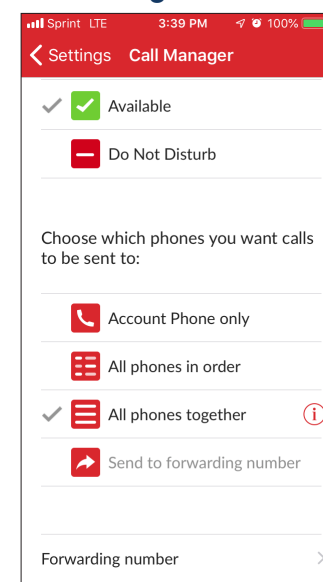 Sprint LTE 3:39 PM 100%
Settings Call Manager
Available
Do Not Disturb
Choose which phones you want calls
to be sent to:
Account Phone only
All phones in order
All phones together
Send to forwarding number
Forwarding number